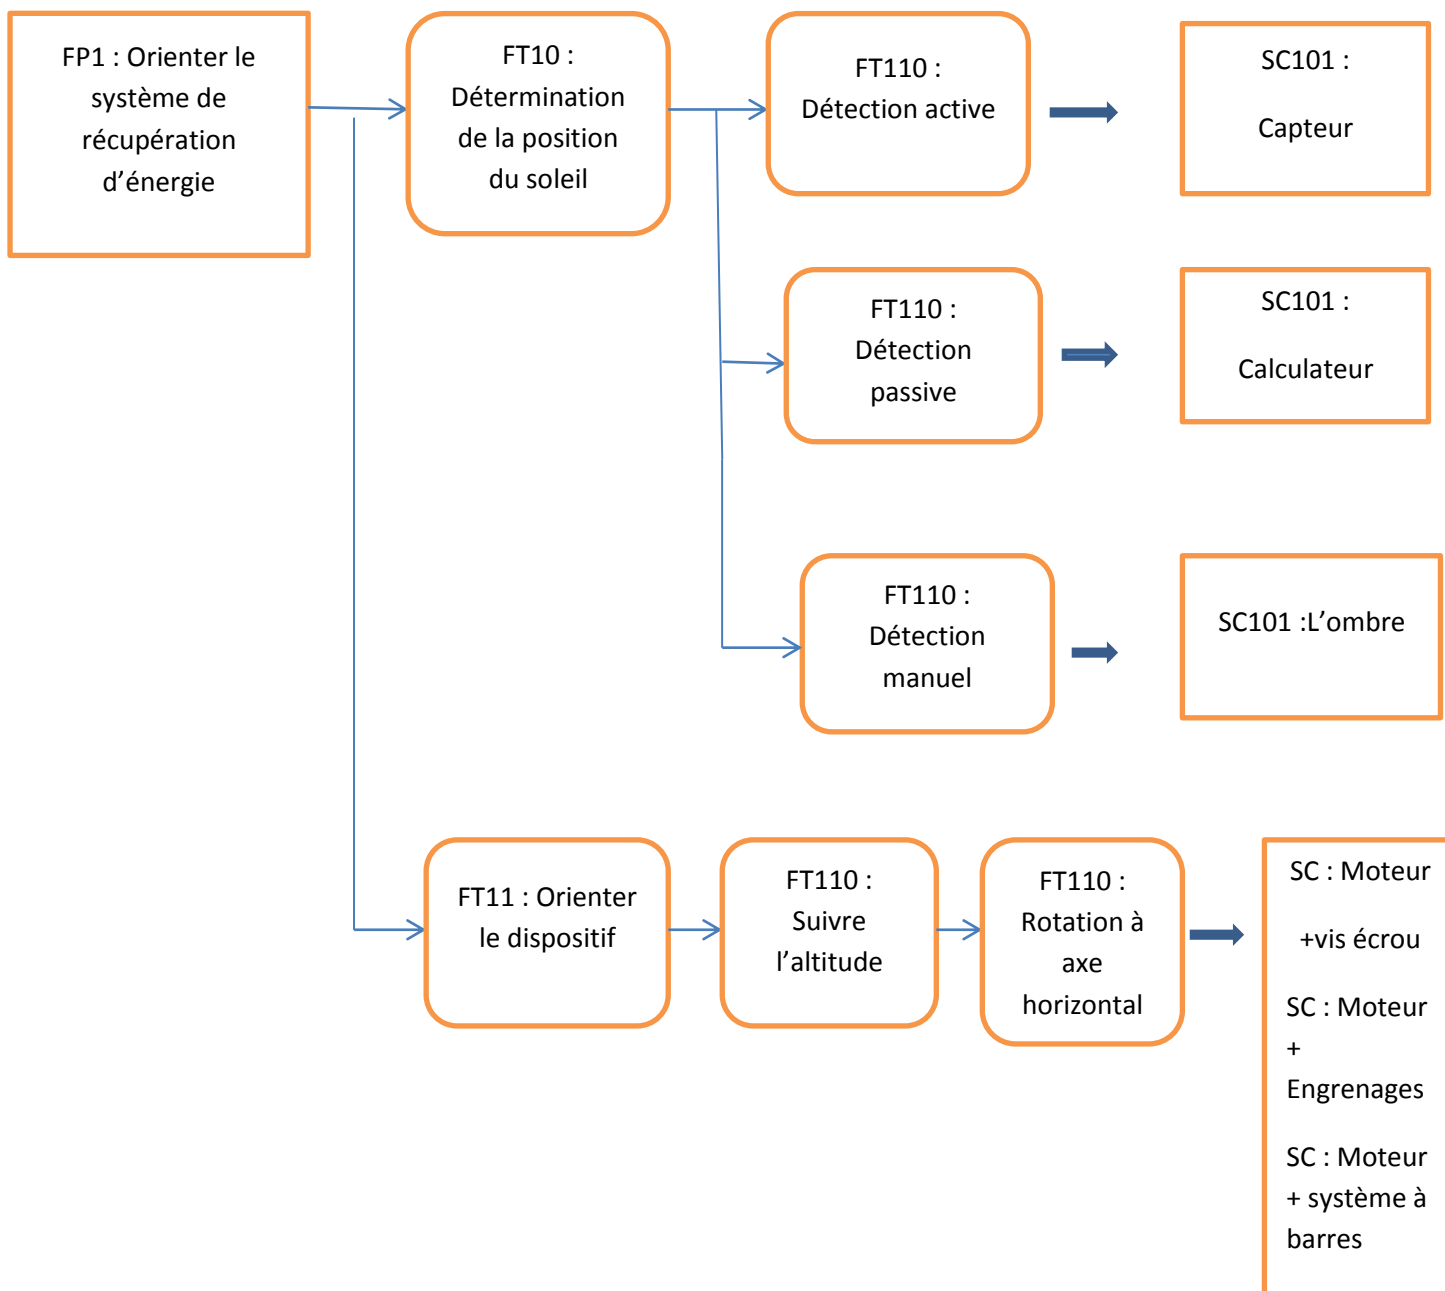 FP1 : Orienter le
système de
récupération
d’énergie
FT10 :
Détermination
de la position
du soleil
FT110 :
Détection active
SC101 :
Capteur
FT110 :
Détection
passive
SC101 :
Calculateur
FT110 :
Détection
manuel
SC101 :L’ombre
FT11 : Orienter
le dispositif
FT110 :
Suivre
l’altitude
FT110 :
Rotation à
axe
horizontal
SC : Moteur
+vis écrou
SC : Moteur
+
Engrenages
SC : Moteur
+ système à
barres